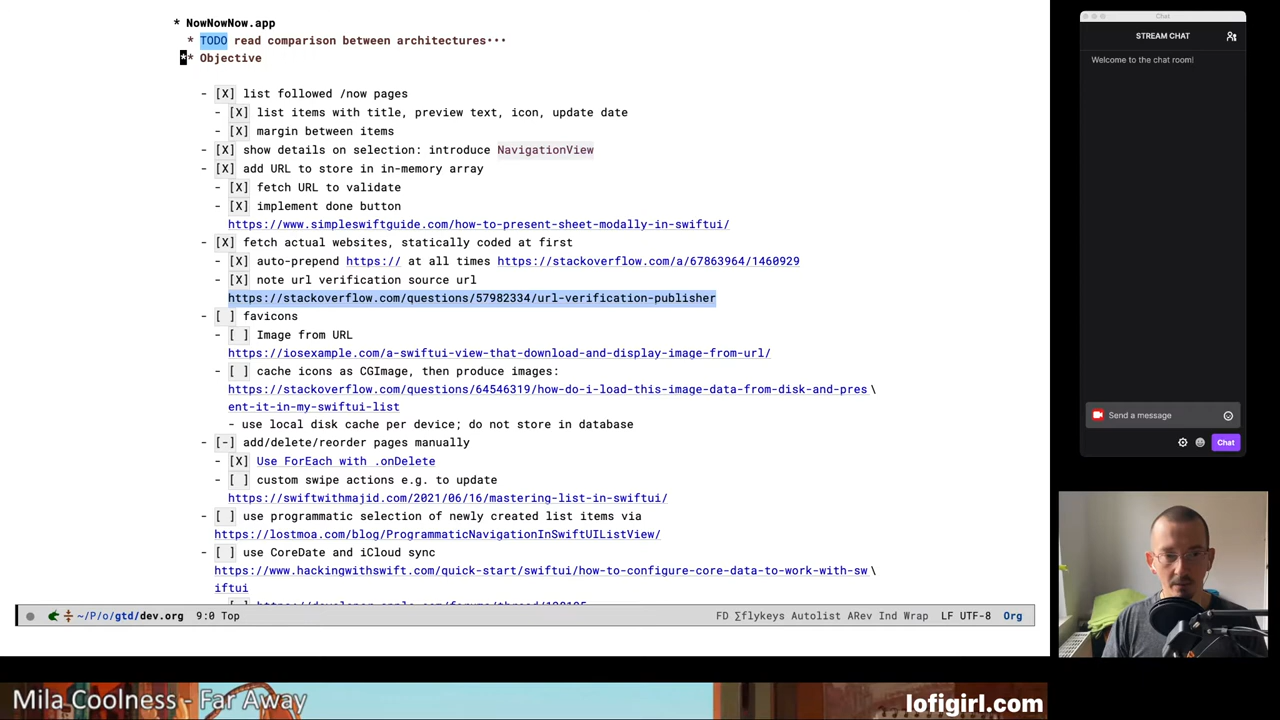 * NowNowNow.app
* TODO read comparison between architectures···
** Objective
- [X] list followed /now pages
- [X] list items with title, preview text, icon, update date
- [X] margin between items
- [X] show details on selection: introduce NavigationView
- [X] add URL to store in in-memory array
- [X] fetch URL to validate
- [X] implement done button
https://www.simpleswiftguide.com/how-to-present-sheet-modally-in-swiftui/
- [X] fetch actual websites, statically coded at first
- [X] auto-prepend https:// at all times https://stackoverflow.com/a/67863964/1460929
- [X] note url verification source url
https://stackoverflow.com/questions/57982334/url-verification-publisher
- [ ] favicons
- [ ] Image from URL
https://iosexample.com/a-swiftui-view-that-download-and-display-image-from-url/
- [ ] cache icons as CGImage, then produce images:
https://stackoverflow.com/questions/64546319/how-do-i-load-this-image-data-from-disk-and-pres\
ent-it-in-my-swiftui-list
- use local disk cache per device; do not store in database
- [-] add/delete/reorder pages manually
- [X] Use ForEach with .onDelete
- [ ] custom swipe actions e.g. to update
https://swiftwithmajid.com/2021/06/16/mastering-list-in-swiftui/
- [ ] use programmatic selection of newly created list items via
https://lostmoa.com/blog/ProgrammaticNavigationInSwiftUIListView/
- [ ] use CoreDate and iCloud sync
https://www.hackingwithswift.com/quick-start/swiftui/how-to-configure-core-data-to-work-with-sw\
iftui
~/P/o/gtd/dev.org 9:0 Top FD ∑flykeys Autolist ARev Ind Wrap LF UTF-8 Org
Chat
STREAM CHAT
Welcome to the chat room!
Send a message
Chat
Mila Coolness - Far Away
lofigirl.com